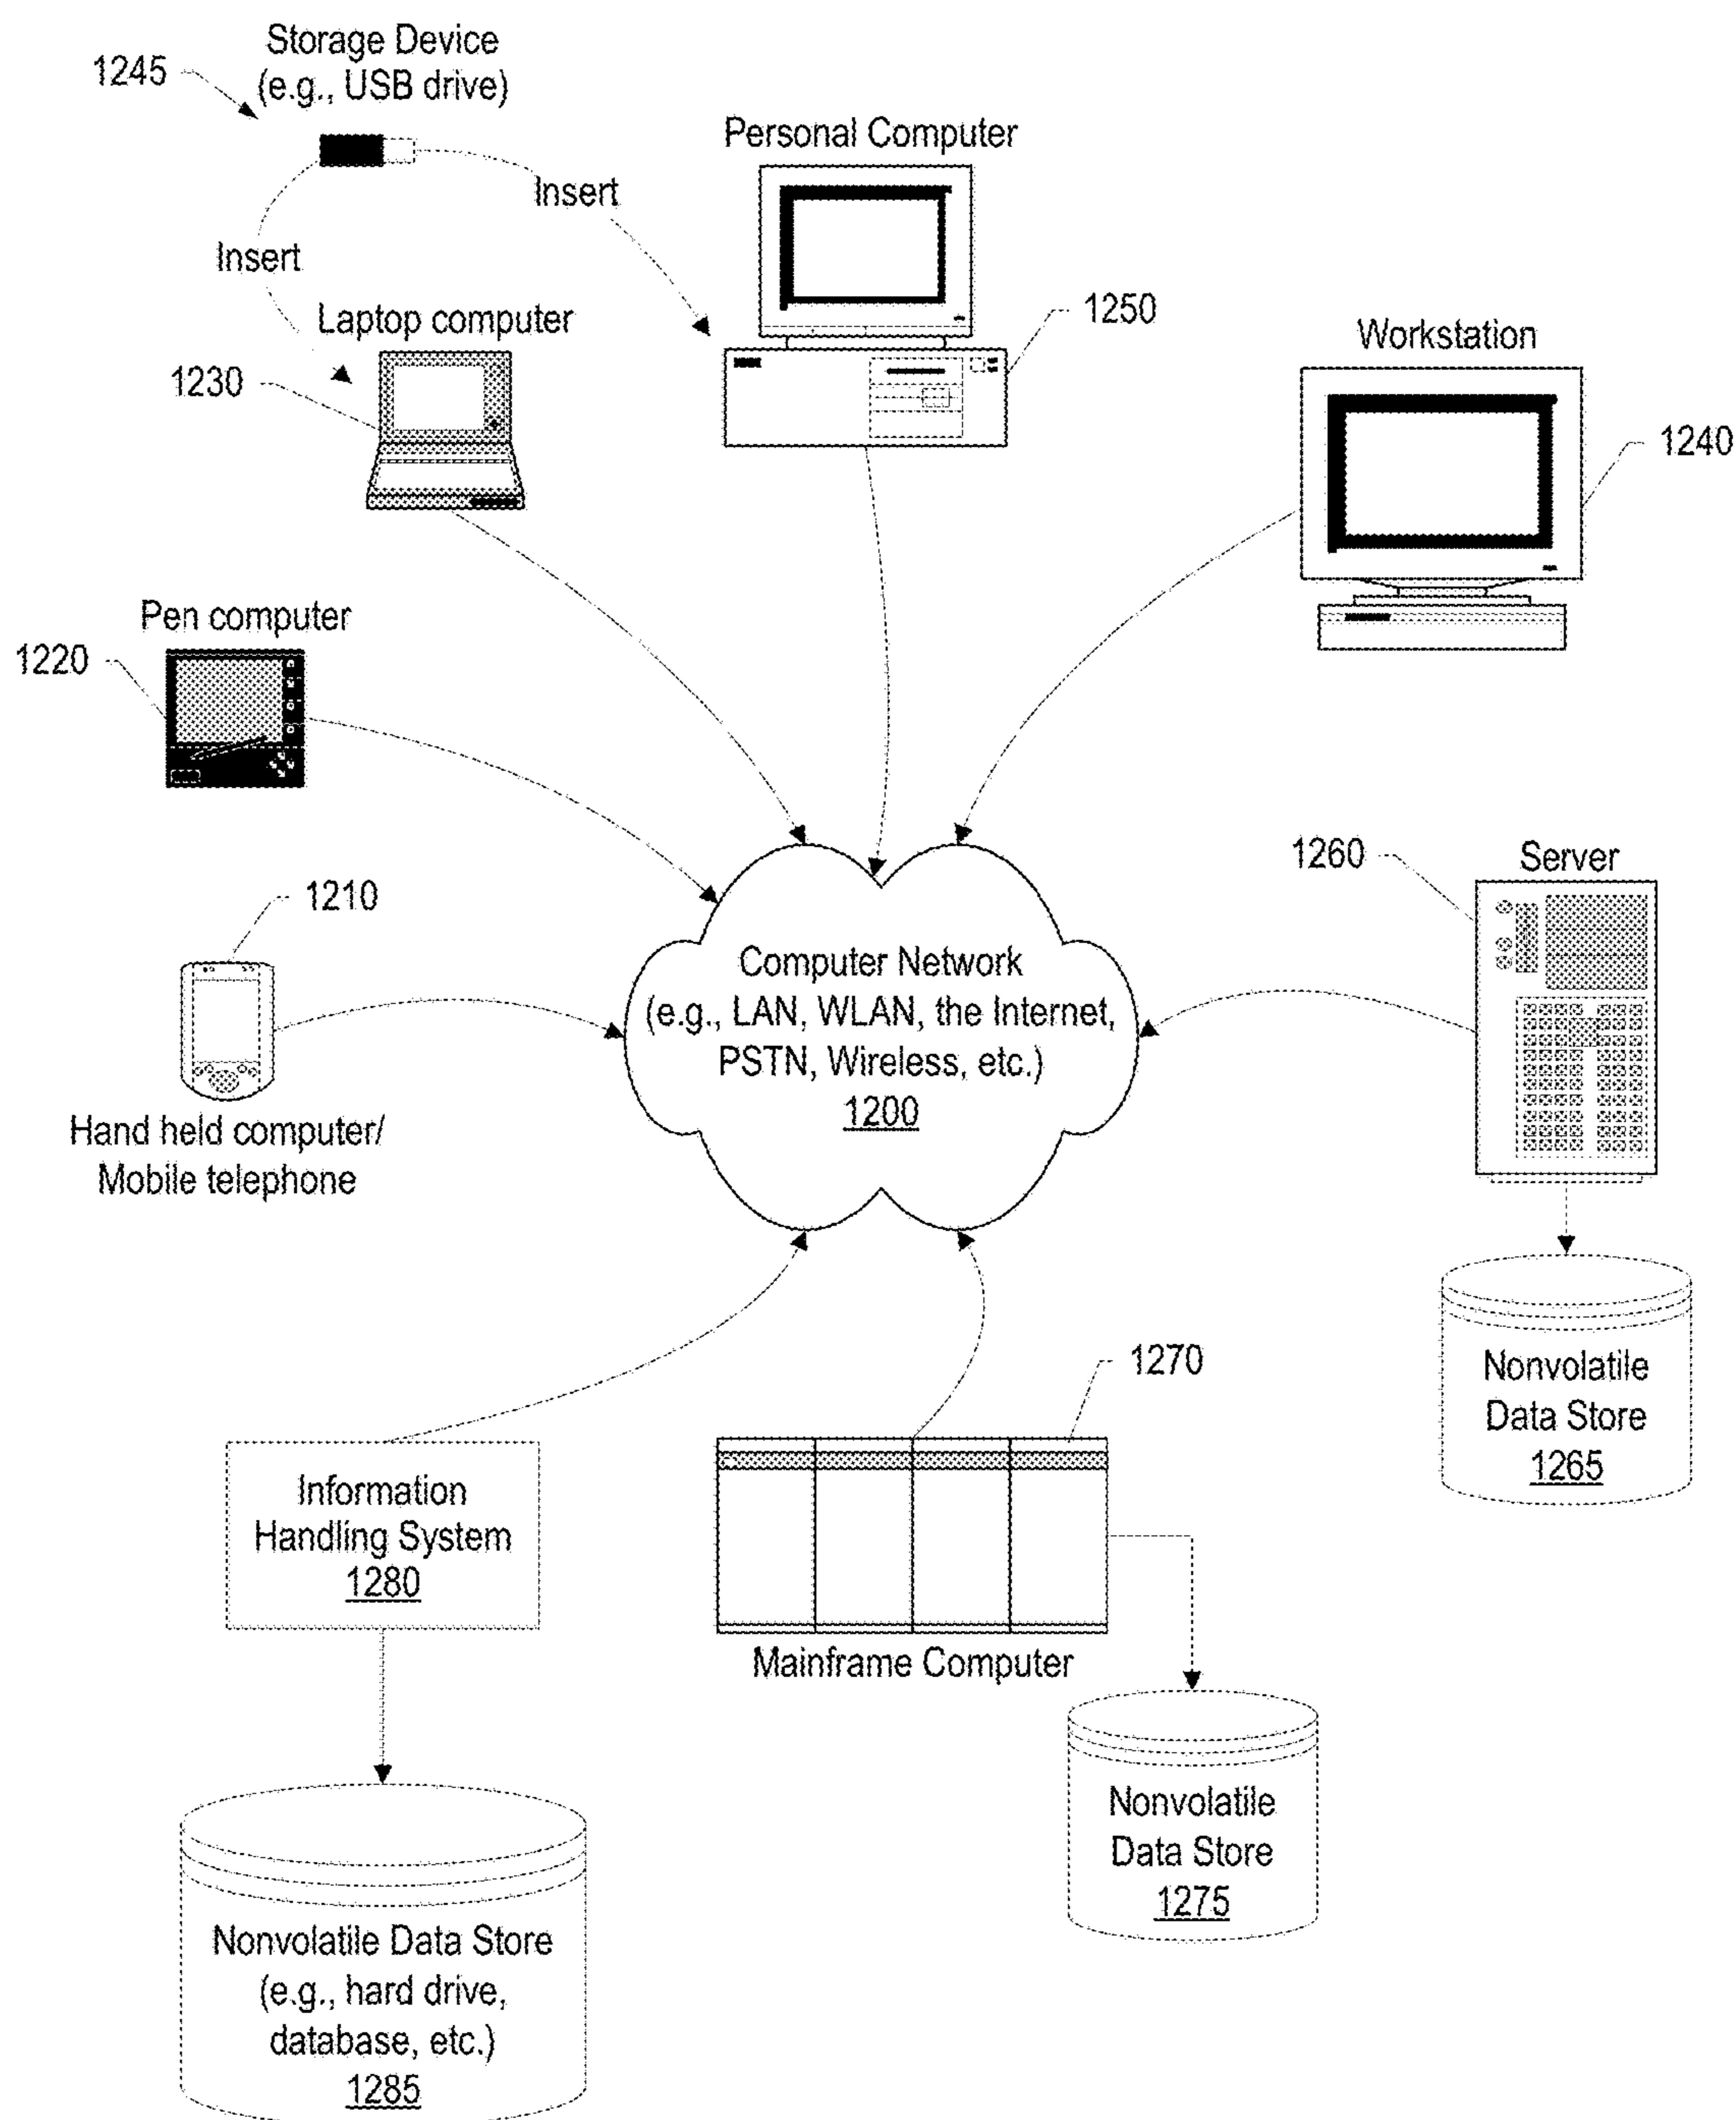 Storage Device
(e.g., USB drive)
1245
Insert
Insert
Personal Computer
1250
Laptop computer
1230
Workstation
1240
Pen computer
1220
1210
Hand held computer/
Mobile telephone
Computer Network
(e.g., LAN, WLAN, the Internet,
PSTN, Wireless, etc.)
1200
1260
Server
Nonvolatile
Data Store
1265
1270
Mainframe Computer
Information
Handling System
1280
Nonvolatile
Data Store
1275
Nonvolatile Data Store
(e.g., hard drive,
database, etc.)
1285